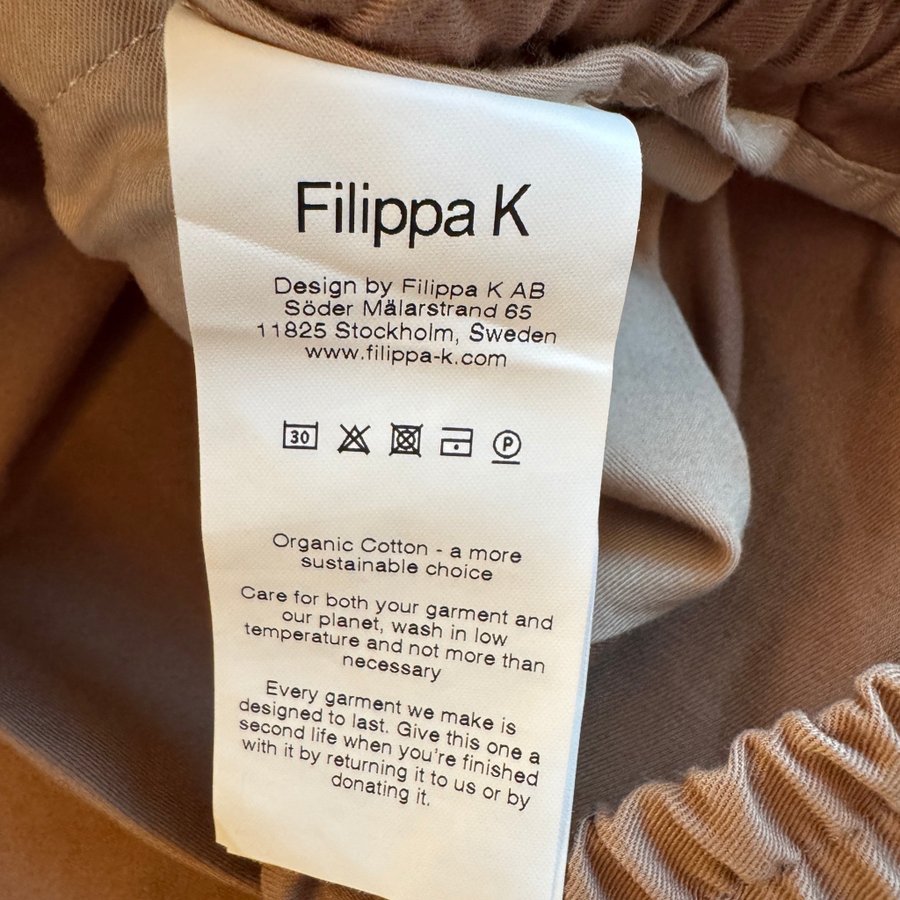 Filippa K
Design by Filippa K AB
Söder Mälarstrand 65
11825 Stockholm, Sweden
www.filippa-k.com
30 P
Organic Cotton - a more
sustainable choice
Care for both your garment and
our planet, wash in low
temperature and not more than
necessary
Every garment we make is
designed to last. Give this one a
second life when you're finished
with it by returning it to us or by
donating it.